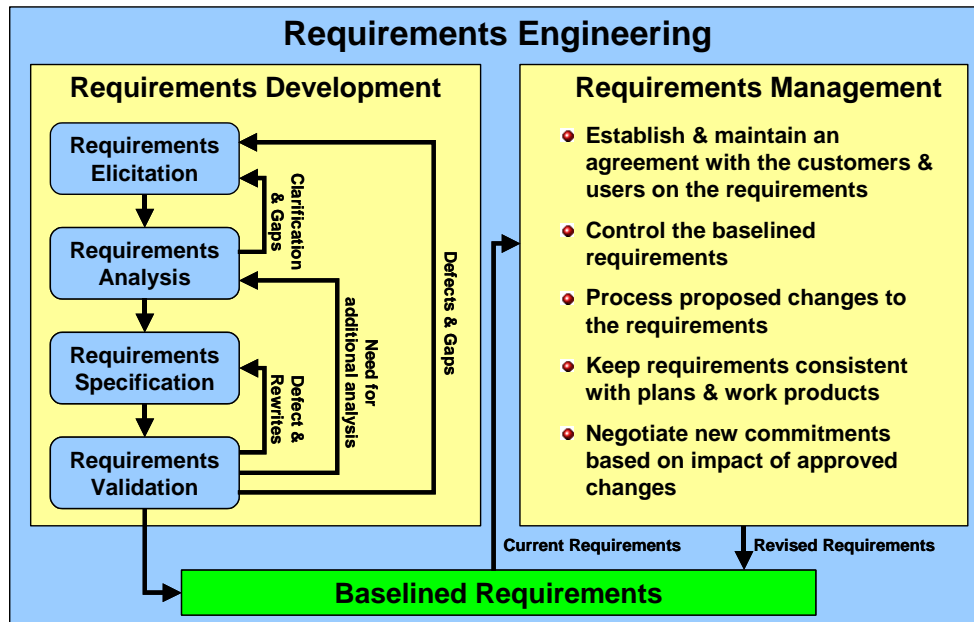 Requirements Engineering
Requirements Development
Requirements
Elicitation
Clarification
& Gaps
Requirements
Analysis
Defects & Gaps
Need for
additional analysis
Requirements
Specification
Defect &
Rewrites
Requirements
Validation
Requirements Management
Establish & maintain an
agreement with the customers &
users on the requirements
Control the baselined
requirements
Process proposed changes to
the requirements
Keep requirements consistent
with plans & work products
Negotiate new commitments
based on impact of approved
changes
Current Requirements
Revised Requirements
Baselined Requirements